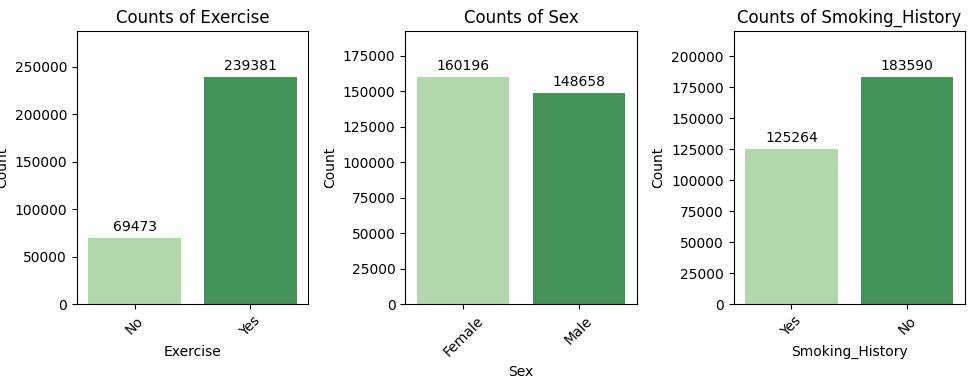 Counts of Exercise
250000
200000
150000
100000
50000
0
Count
69473
239381
No
Yes
Exercise
Counts of Sex
175000
150000
125000
100000
75000
50000
25000
0
Count
160196
148658
Female
Male
Sex
Counts of Smoking_History
200000
175000
150000
125000
100000
75000
50000
25000
0
Count
125264
183590
Yes
No
Smoking_History